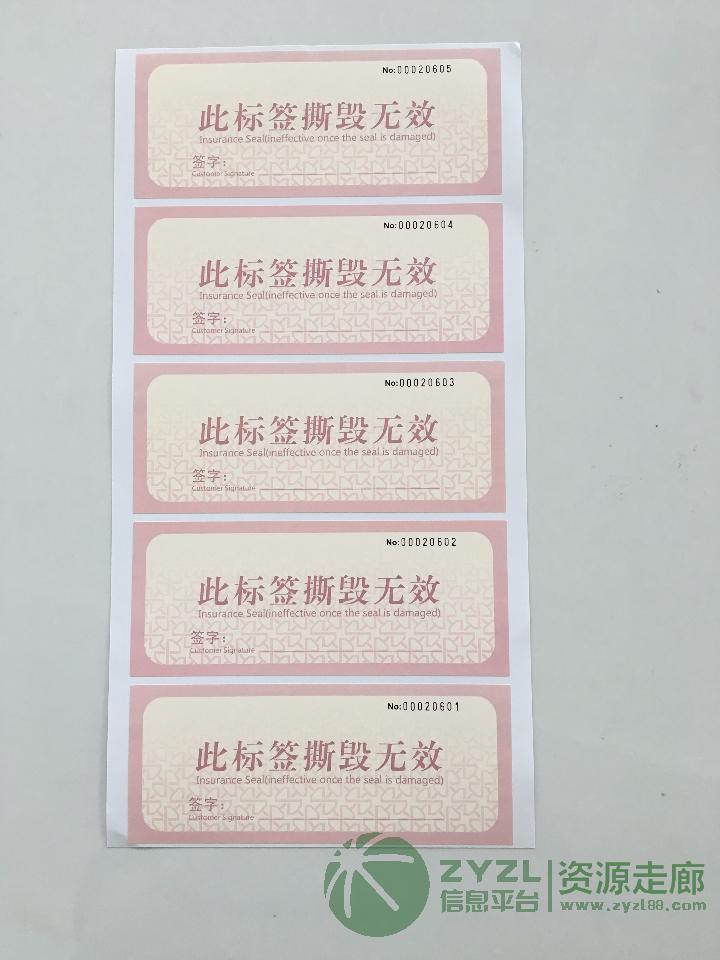 No:00020605
此标签撕毁无效
Insurance Seal(ineffective once the seal is damaged)
签字:
Customer Signature
No:00020604
此标签撕毁无效
Insurance Seal(ineffective once the seal is damaged)
签字:
Customer Signature
No:00020603
此标签撕毁无效
Insurance Seal(ineffective once the seal is damaged)
签字:
Customer Signature
No:00020602
此标签撕毁无效
Insurance Seal(ineffective once the seal is damaged)
签字:
Customer Signature
No:00020601
此标签撕毁无效
Insurance Seal(ineffective once the seal is damaged)
签字:
Customer Signature
ZYZL
信息平台
资源走廊
www.zyzl88.com